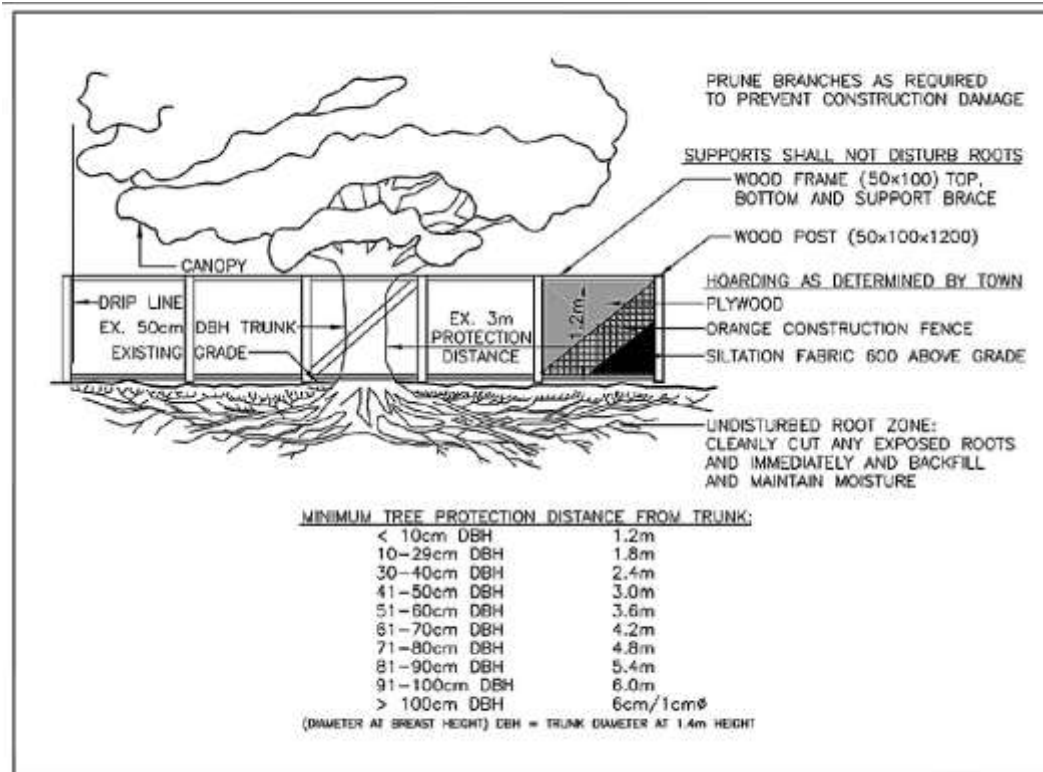 PRUNE BRANCHES AS REQUIRED
TO PREVENT CONSTRUCTION DAMAGE
SUPPORTS SHALL NOT DISTURB ROOTS
WOOD FRAME (50x100) TOP,
BOTTOM AND SUPPORT BRACE
WOOD POST (50x100x1200)
CANOPY
HOARDING AS DETERMINED BY TOWN
PLYWOOD
ORANGE CONSTRUCTION FENCE
SILTATION FABRIC 600 ABOVE GRADE
DRIP LINE
EX. 50cm DBH TRUNK
EXISTING GRADE
EX. 3m
PROTECTION
DISTANCE
1.2m
UNDISTURBED ROOT ZONE:
CLEANLY CUT ANY EXPOSED ROOTS
AND IMMEDIATELY AND BACKFILL
AND MAINTAIN MOISTURE
MINIMUM TREE PROTECTION DISTANCE FROM TRUNK:
< 10cm DBH 1.2m
10-29cm DBH 1.8m
30-40cm DBH 2.4m
41-50cm DBH 3.0m
51-60cm DBH 3.6m
61-70cm DBH 4.2m
71-80cm DBH 4.8m
81-90cm DBH 5.4m
91-100cm DBH 6.0m
> 100cm DBH 6cm/1cmø
(DIAMETER AT BREAST HEIGHT) DBH = TRUNK DIAMETER AT 1.4m HEIGHT